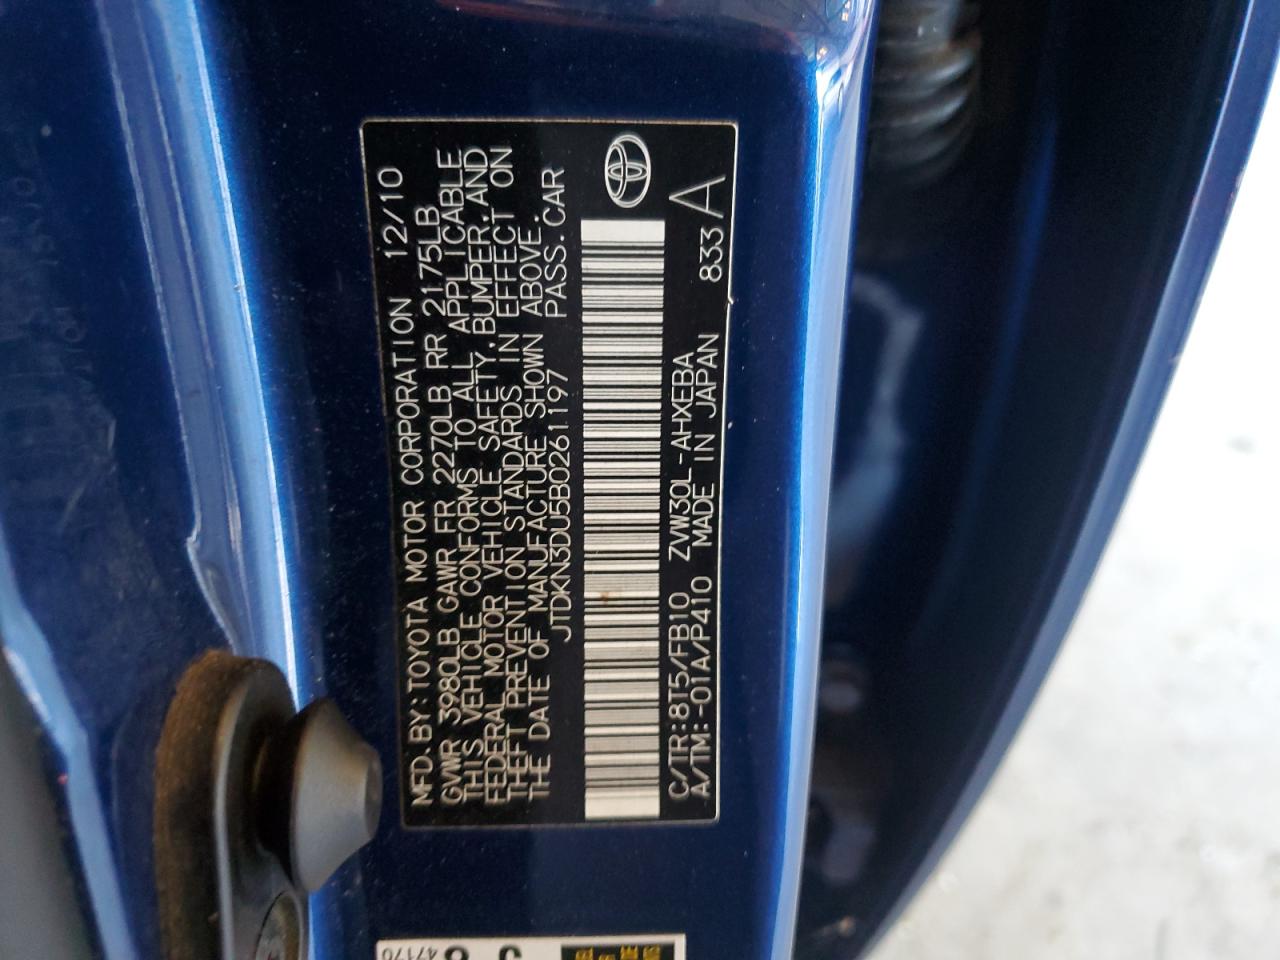 MFD. BY: TOYOTA MOTOR CORPORATION 12/10
GVWR 3980LB GAWR FR 2270LB RR 2175LB
THIS VEHICLE CONFORMS TO ALL APPLICABLE
FEDERAL MOTOR VEHICLE SAFETY, BUMPER, AND
THEFT PREVENTION STANDARDS IN EFFECT ON
THE DATE OF MANUFACTURE SHOWN ABOVE.
JTDKN3DU5B0261197 PASS. CAR
C/TR: 8T5/FB10 ZVW30L-AHXEBA 833 A
A/TM: -01A/P410 MADE IN JAPAN
47170